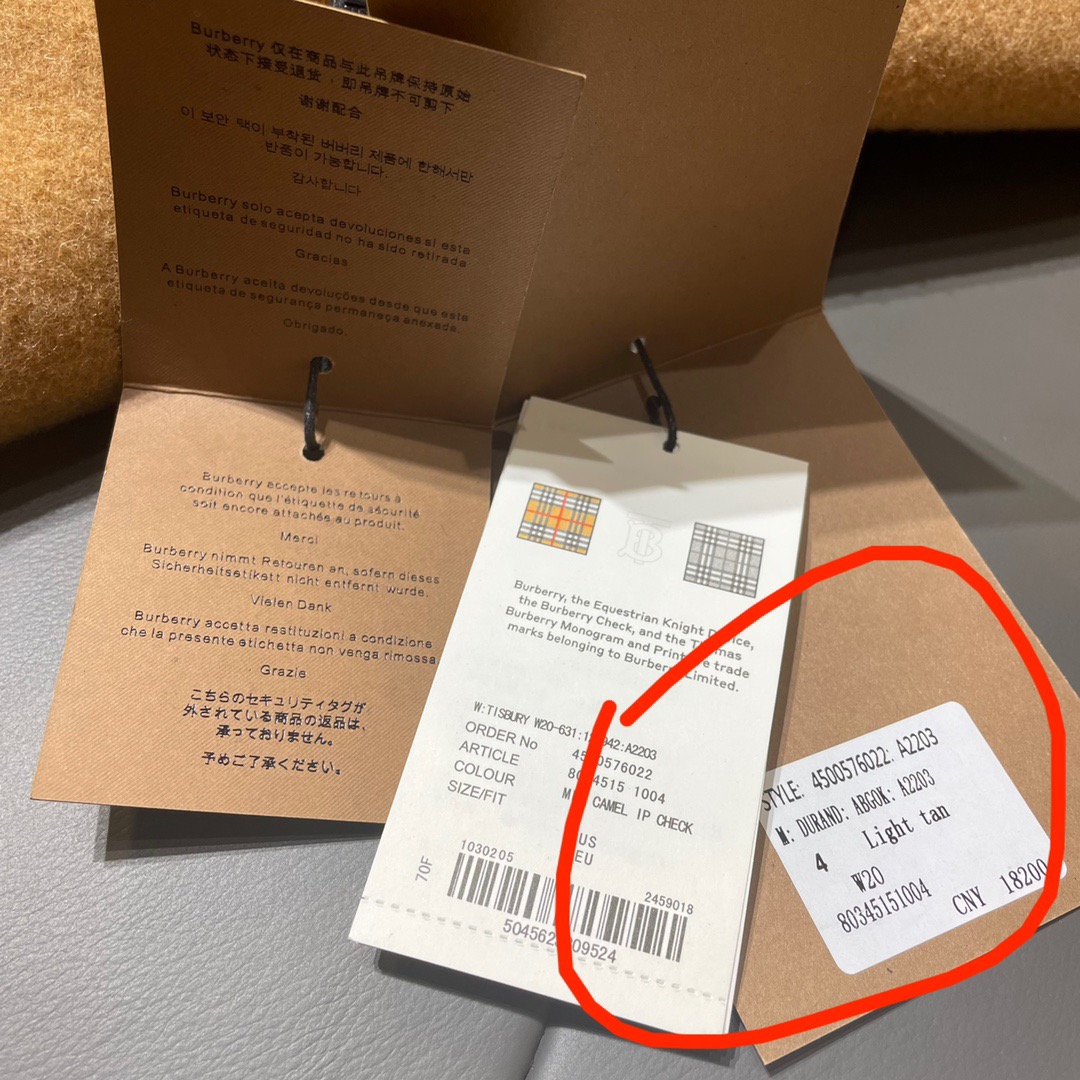 Burberry 仅在商品与此吊牌保持原始
状态下接受退货，即吊牌不可剪下
谢谢配合
이 보안 택이 부착된 버버리 제품에 한해서만
반품이 가능합니다.
감사합니다
Burberry solo acepta devoluciones si esta
etiqueta de seguridad no ha sido retirada
Gracias
A Burberry aceita devoluções desde que este
etiqueta de segurança permaneça anexada.
Obrigado.
Burberry accepte les retours à
condition que l'étiquette de sécurité
soit encore attachée au produit.
Merci
Burberry nimmt Retouren an, sofern dieses
Sicherheitsetikett nicht entfernt wurde.
Vielen Dank
Burberry accetta restituzioni a condizione
che la presente etichetta non venga rimossa
Grazie
こちらのセキュリティタグが
外されている商品の返品は、
承っておりません。
予めご了承ください。
Burberry, the Equestrian Knight Device,
the Burberry Check, and the Thomas
Burberry Monogram and Print are trade
marks belonging to Burberry Limited.
W:TISBURY W20-631: A2203
ORDER No 4500576022
ARTICLE 8034515 1004
COLOUR CAMEL IP CHECK
SIZE/FIT
US
EU
70F
1030205
2459018
STYLE: 4500576022: A2203
M: DURAND: ABGOK: A2203
4 Light tan
W20
80345151004 CNY 18200